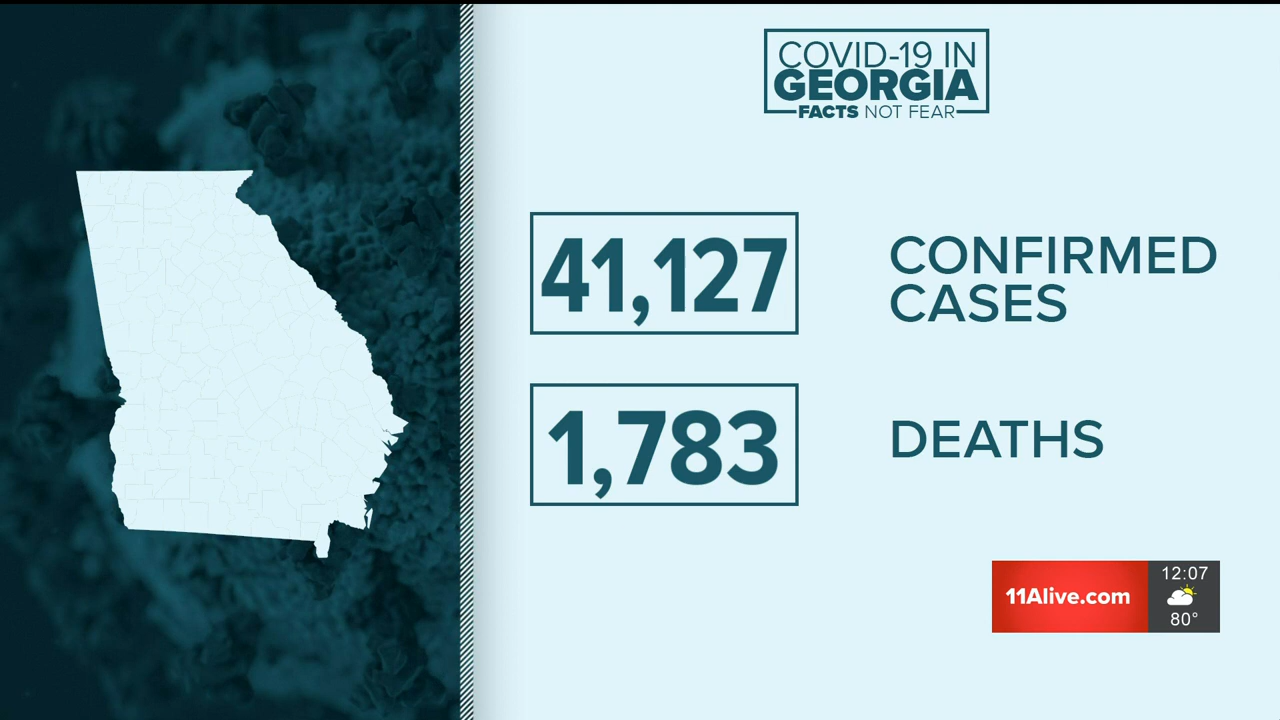 COVID-19 IN
GEORGIA
FACTS NOT FEAR
41,127
CONFIRMED
CASES
1,783
DEATHS
11Alive.com
12:07
80°